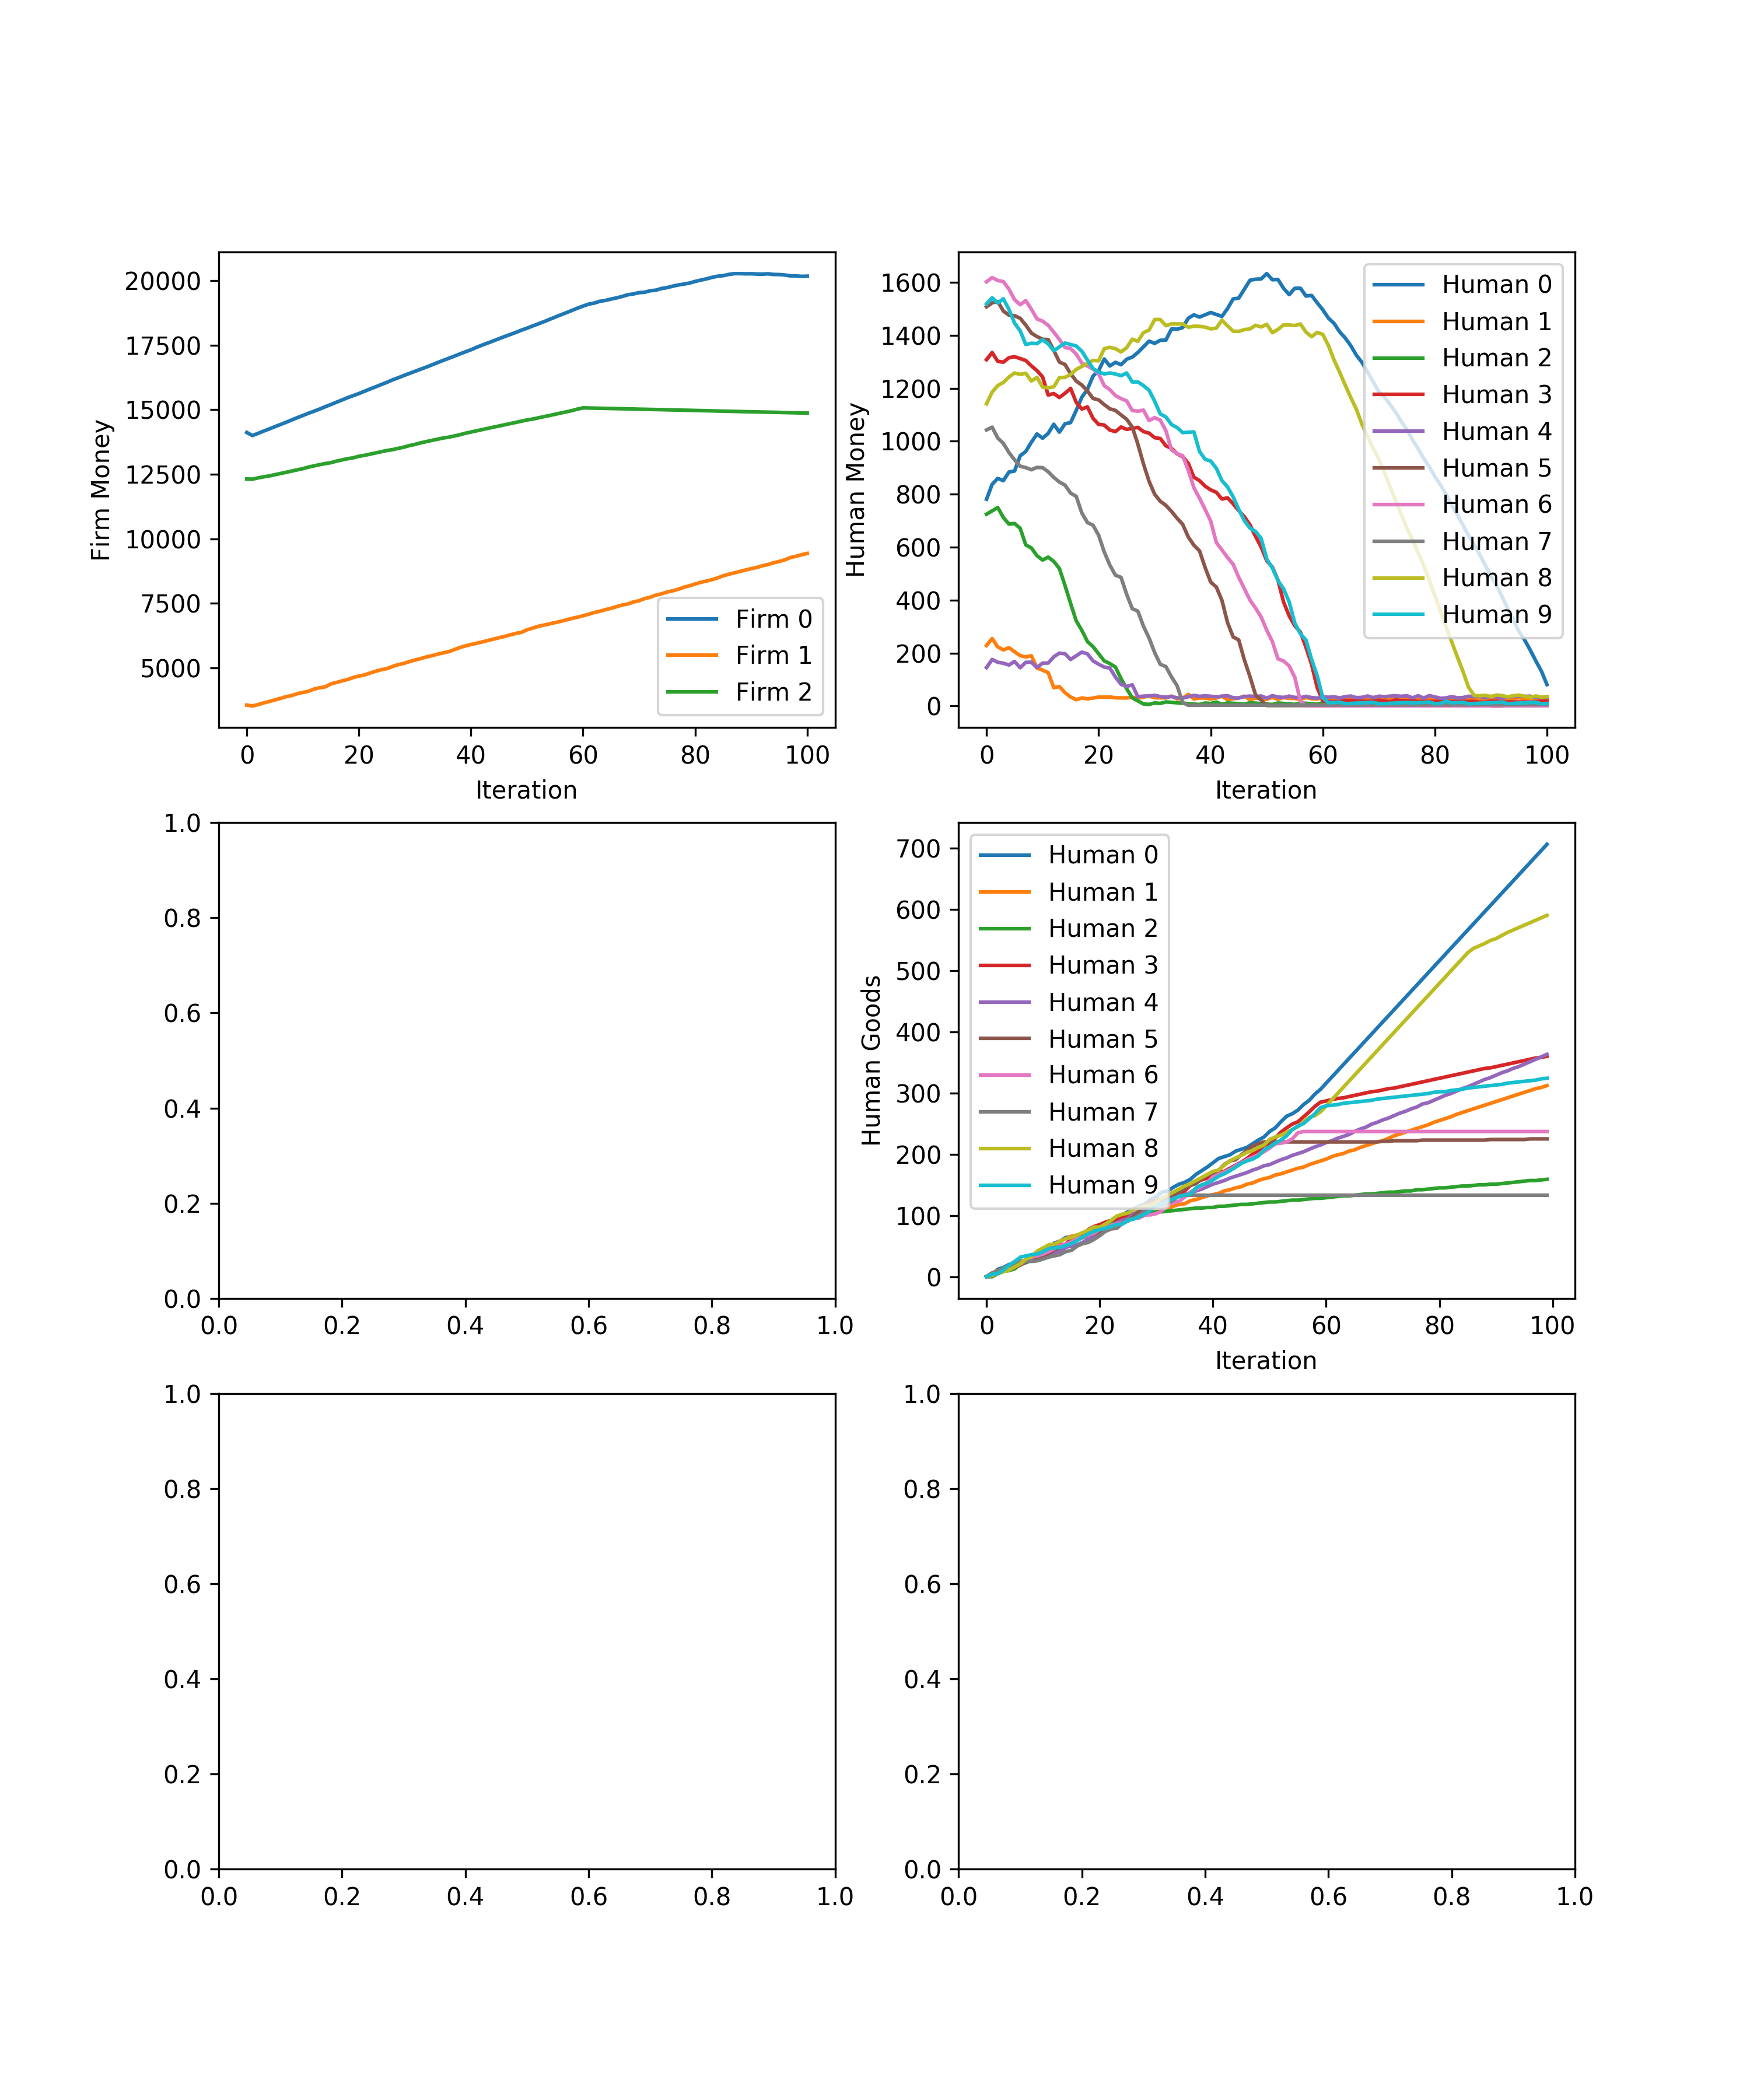 20000
17500
15000
12500
10000
7500
5000
Firm Money
0 20 40 60 80 100
Iteration
Firm 0
Firm 1
Firm 2
1600
1400
1200
1000
800
600
400
200
0
Human Money
0 20 40 60 80 100
Iteration
Human 0
Human 1
Human 2
Human 3
Human 4
Human 5
Human 6
Human 7
Human 8
Human 9
1.0
0.8
0.6
0.4
0.2
0.0
0.0 0.2 0.4 0.6 0.8 1.0
700
600
500
400
300
200
100
0
Human Goods
0 20 40 60 80 100
Iteration
Human 0
Human 1
Human 2
Human 3
Human 4
Human 5
Human 6
Human 7
Human 8
Human 9
1.0
0.8
0.6
0.4
0.2
0.0
0.0 0.2 0.4 0.6 0.8 1.0
1.0
0.8
0.6
0.4
0.2
0.0
0.0 0.2 0.4 0.6 0.8 1.0